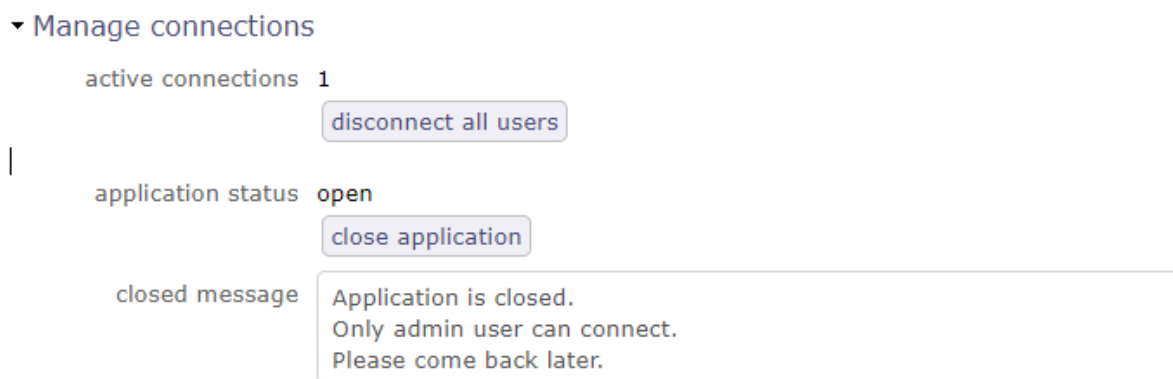 Manage connections
active connections 1
disconnect all users
application status open
close application
closed message Application is closed.
Only admin user can connect.
Please come back later.